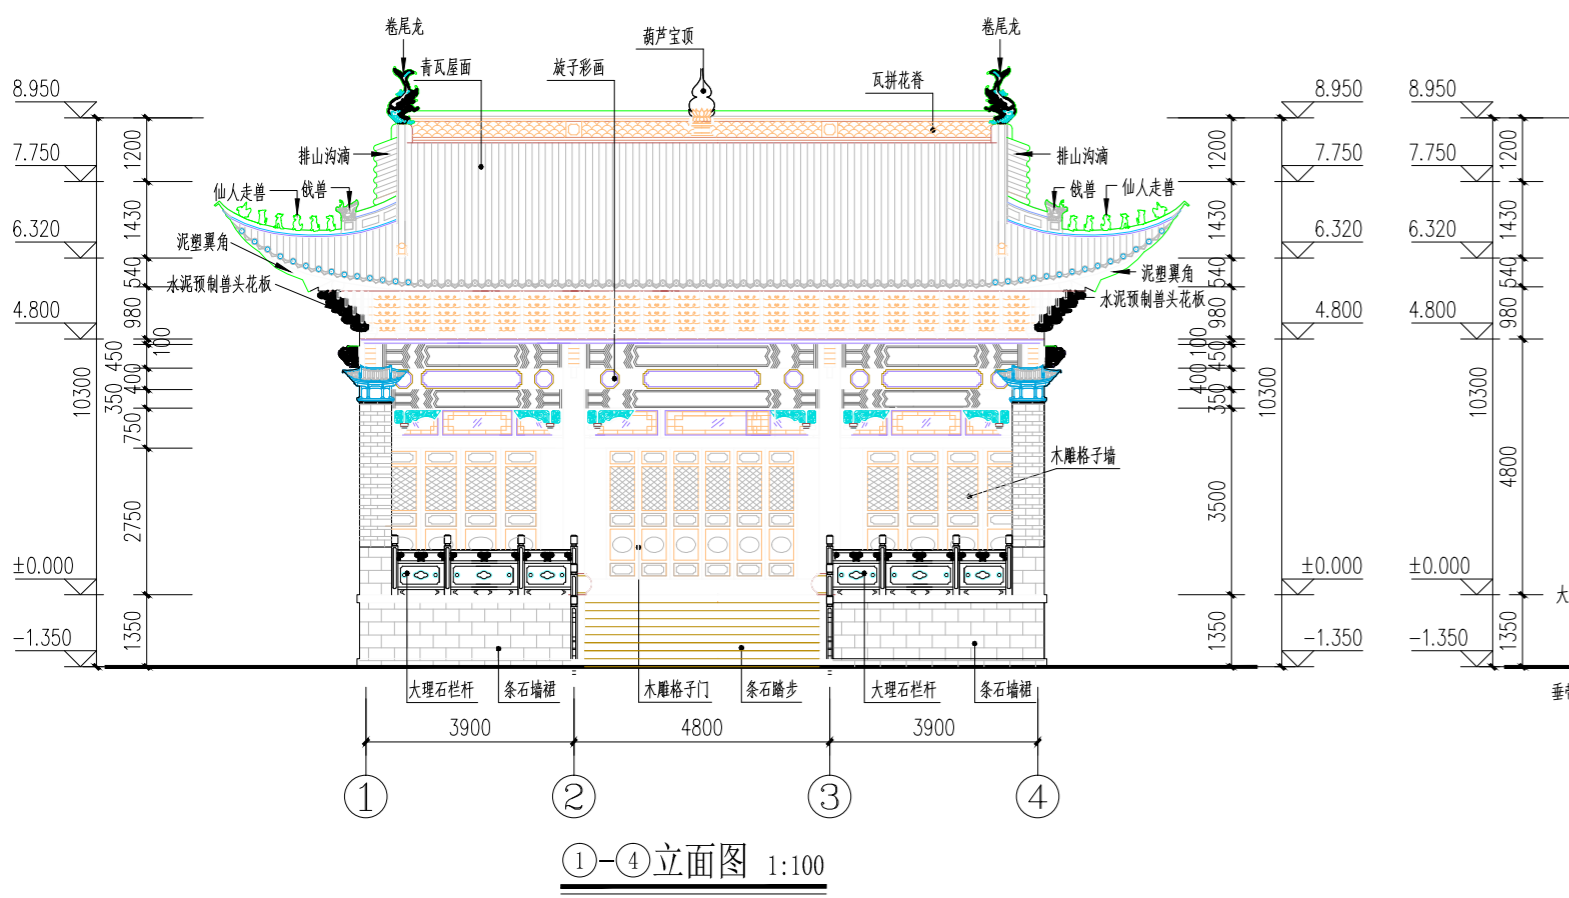 卷尾龙
葫芦宝顶
卷尾龙
青瓦屋面
旋子彩画
瓦拼花脊
8.950
8.950
8.950
7.750
7.750
7.750
6.320
6.320
6.320
4.800
4.800
4.800
±0.000
±0.000
±0.000
-1.350
-1.350
-1.350
1200
1430
540
980
100
450
400
350
750
2750
1350
10300
排山沟滴
仙人走兽
戗兽
泥塑翼角
水泥预制兽头花板
排山沟滴
戗兽
仙人走兽
泥塑翼角
水泥预制兽头花板
木雕格子墙
1200
1430
540
980
100
450
400
350
3500
1350
10300
1200
1430
540
980
4800
1350
10300
大
垂带
大理石栏杆
条石墙裙
木雕格子门
条石踏步
大理石栏杆
条石墙裙
3900
4800
3900
1
2
3
4
①-④立面图 1:100